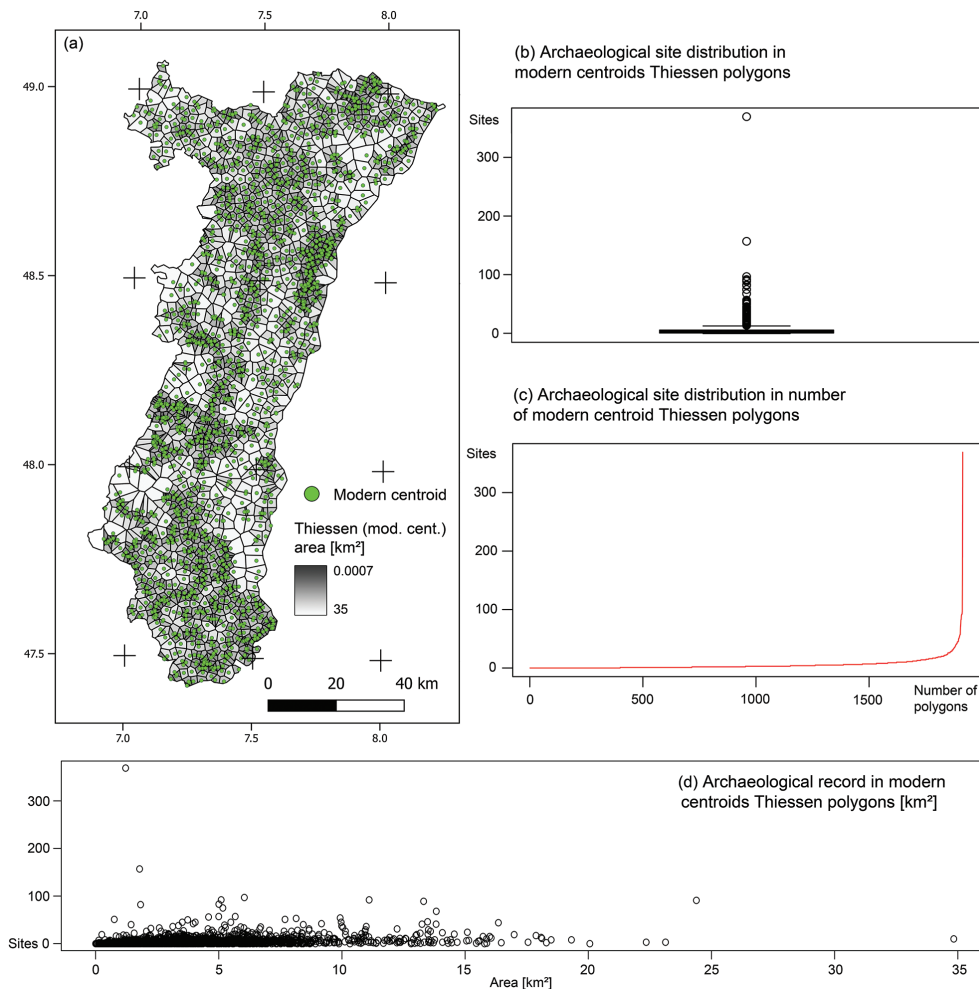 7.0 7.5 8.0
(a)
49.0
48.5
48.0
47.5
Modern centroid
Thiessen (mod. cent.)
area [km²]
0.0007
35
0 20 40 km
7.0 7.5 8.0
(b) Archaeological site distribution in
modern centroids Thiessen polygons
Sites
300
200
100
0
(c) Archaeological site distribution in number
of modern centroid Thiessen polygons
Sites
300
200
100
0
0 500 1000 1500 Number of
polygons
(d) Archaeological record in modern
centroids Thiessen polygons [km²]
300
200
100
Sites 0
0 5 10 15 20 25 30 35
Area [km²]